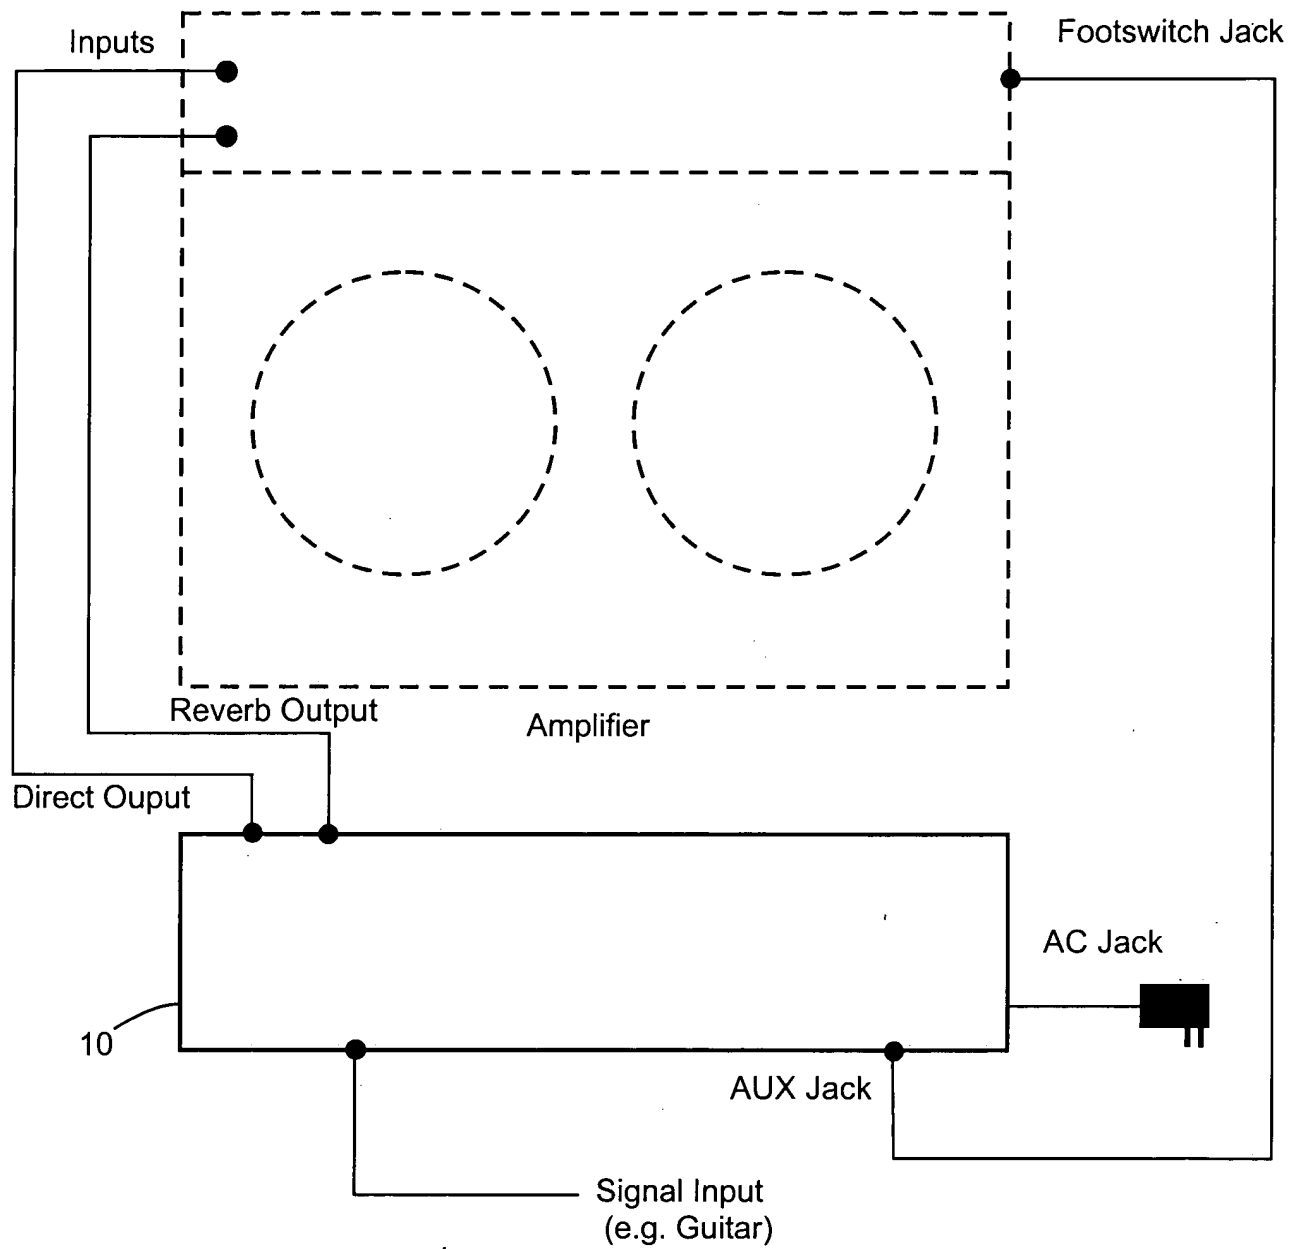 Inputs
Footswitch Jack
Reverb Output
Amplifier
Direct Ouput
AC Jack
10
AUX Jack
Signal Input
(e.g. Guitar)